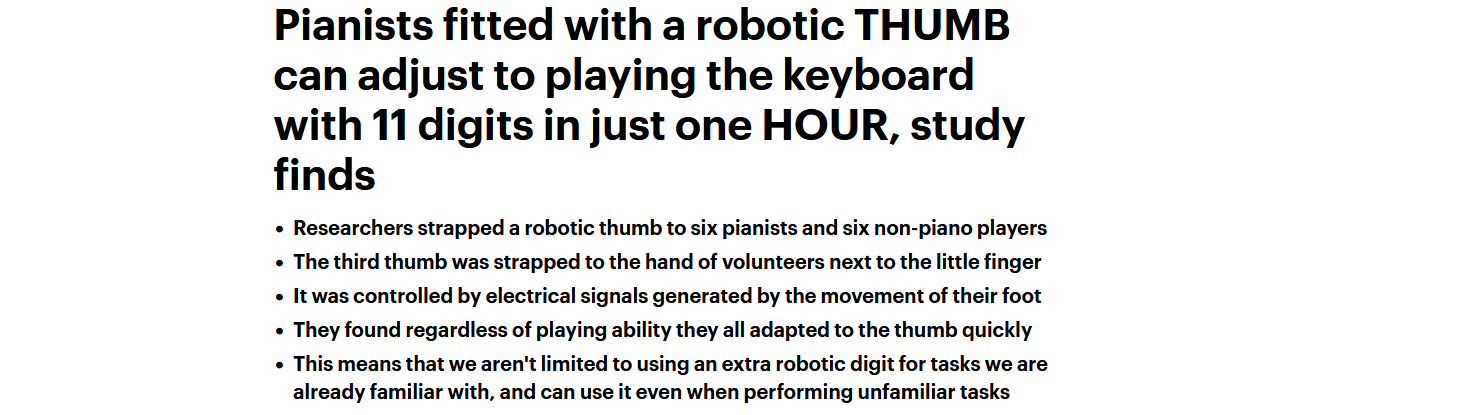 Pianists fitted with a robotic THUMB
can adjust to playing the keyboard
with 11 digits in just one HOUR, study
finds
• Researchers strapped a robotic thumb to six pianists and six non-piano players
• The third thumb was strapped to the hand of volunteers next to the little finger
• It was controlled by electrical signals generated by the movement of their foot
• They found regardless of playing ability they all adapted to the thumb quickly
• This means that we aren't limited to using an extra robotic digit for tasks we are
already familiar with, and can use it even when performing unfamiliar tasks